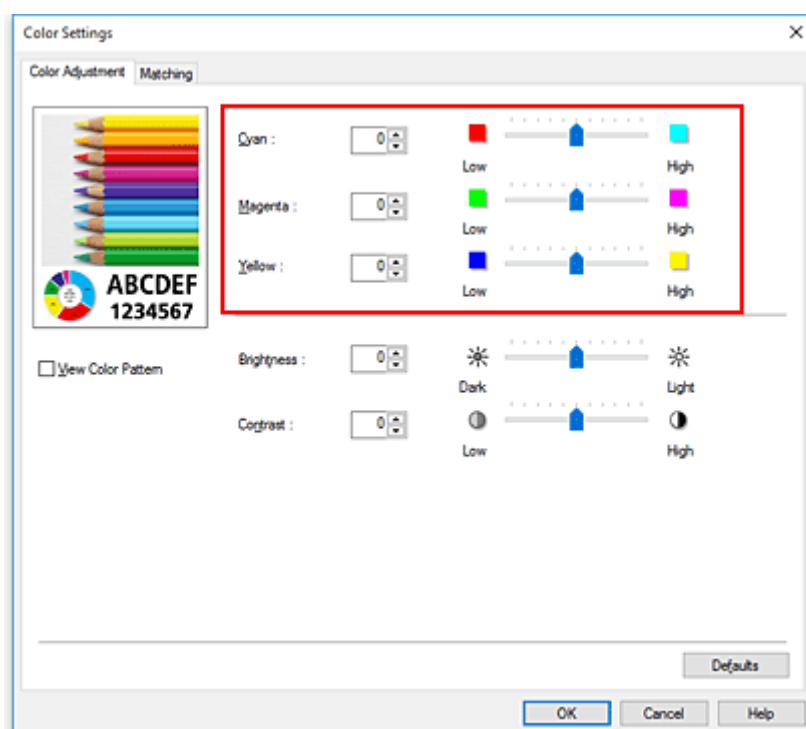 Color Settings
Color Adjustment Matching
Cyan : 0
Low High
Magenta : 0
Low High
Yellow : 0
Low High
ABCDEF
1234567
View Color Pattern
Brightness : 0
Dark Light
Contrast : 0
Low High
Defaults
OK Cancel Help